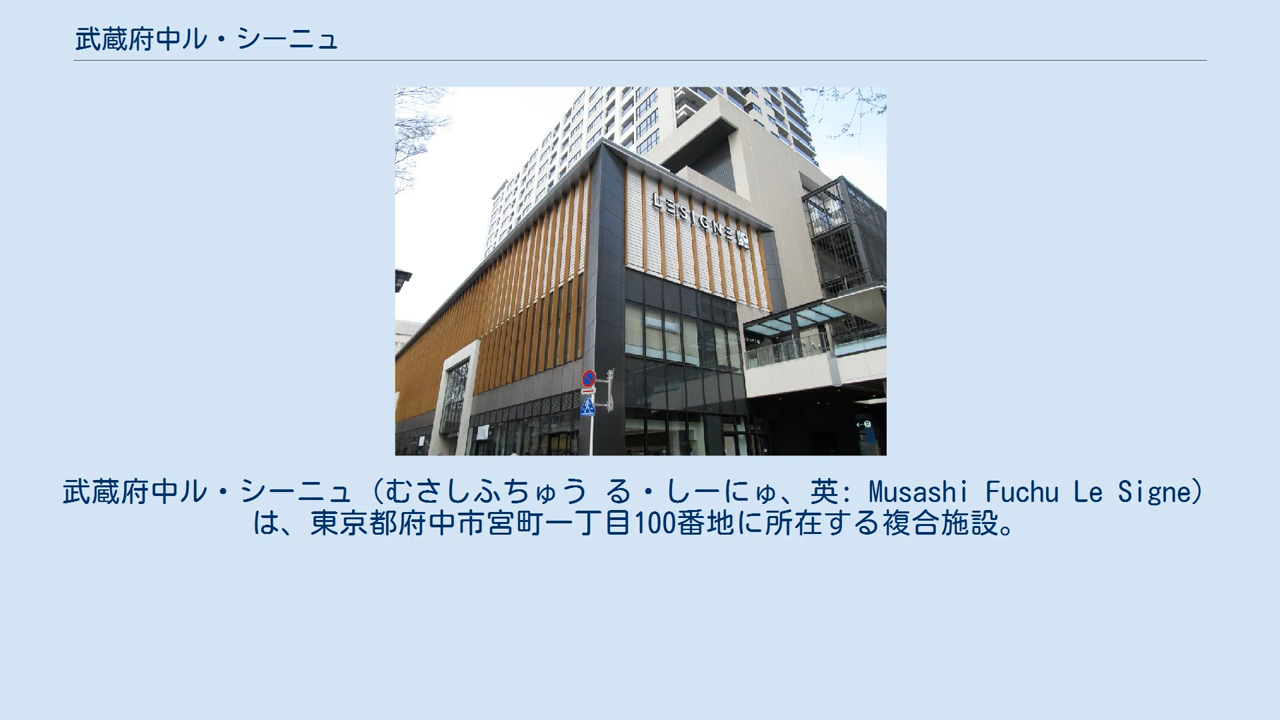 武蔵府中ル・シーニュ
LESIGNE
武蔵府中ル・シーニュ（むさしふちゅう る・しーにゅ、英: Musashi Fuchu Le Signe）
は、東京都府中市宮町一丁目100番地に所在する複合施設。